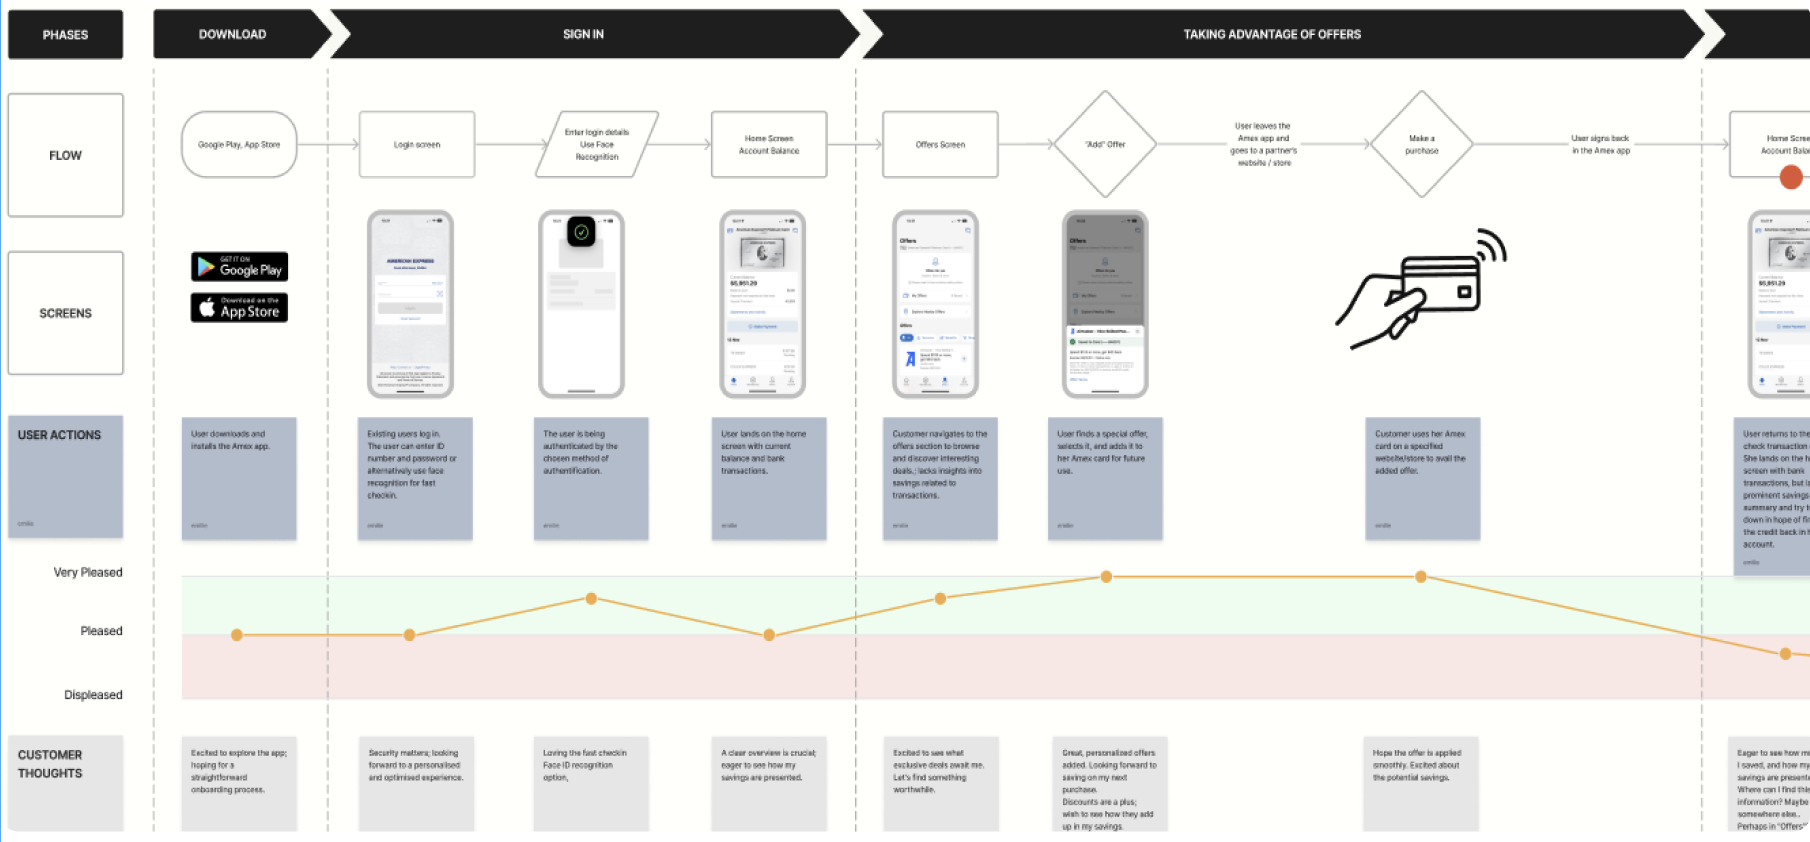 PHASES
DOWNLOAD
SIGN IN
TAKING ADVANTAGE OF OFFERS
FLOW
Google Play, App Store
Login screen
Enter login details
Use Face
Recognition
Home Screen
Account Balance
Offers Screen
"Add" Offer
User leaves the
Amex app and
goes to a partner's
website / store
Make a
purchase
User signs back
in the Amex app
Home Scree
Account Balar
SCREENS
GET IT ON
Google Play
Download on the
App Store
AMERICAN EXPRESS
Offers
My Offers
Explore Nearby Offers
Offers
Offers
USER ACTIONS
User downloads and
installs the Amex app.
Existing users log in.
The user can enter ID
number and password or
alternatively use face
recognition for fast
checkin.
The user is being
authenticated by the
chosen method of
authentification.
User lands on the home
screen with current
balance and bank
transactions.
Customer navigates to the
offers section to browse
and discover interesting
deals,; lacks insights into
savings related to
transactions.
User finds a special offer,
selects it, and adds it to
her Amex card for future
use.
Customer uses her Amex
card on a specified
website/store to avail the
added offer.
User returns to the
check transaction
She lands on the h
screen with bank
transactions, but la
prominent savings
summary and try t
down in hope of fin
the credit back in h
account.
Very Pleased
Pleased
Displeased
CUSTOMER
THOUGHTS
Excited to explore the app;
hoping for a
straightforward
onboarding process.
Security matters; looking
forward to a personalised
and optimised experience.
Loving the fast checkin
Face ID recognition
option,
A clear overview is crucial;
eager to see how my
savings are presented.
Excited to see what
exclusive deals await me.
Let's find something
worthwhile.
Great, personalized offers
added. Looking forward to
saving on my next
purchase.
Discounts are a plus;
wish to see how they add
up in my savings.
Hope the offer is applied
smoothly. Excited about
the potential savings.
Eager to see how m
I saved, and how my
savings are presente
Where can I find this
information? Maybe
somewhere else..
Perhaps in "Offers"